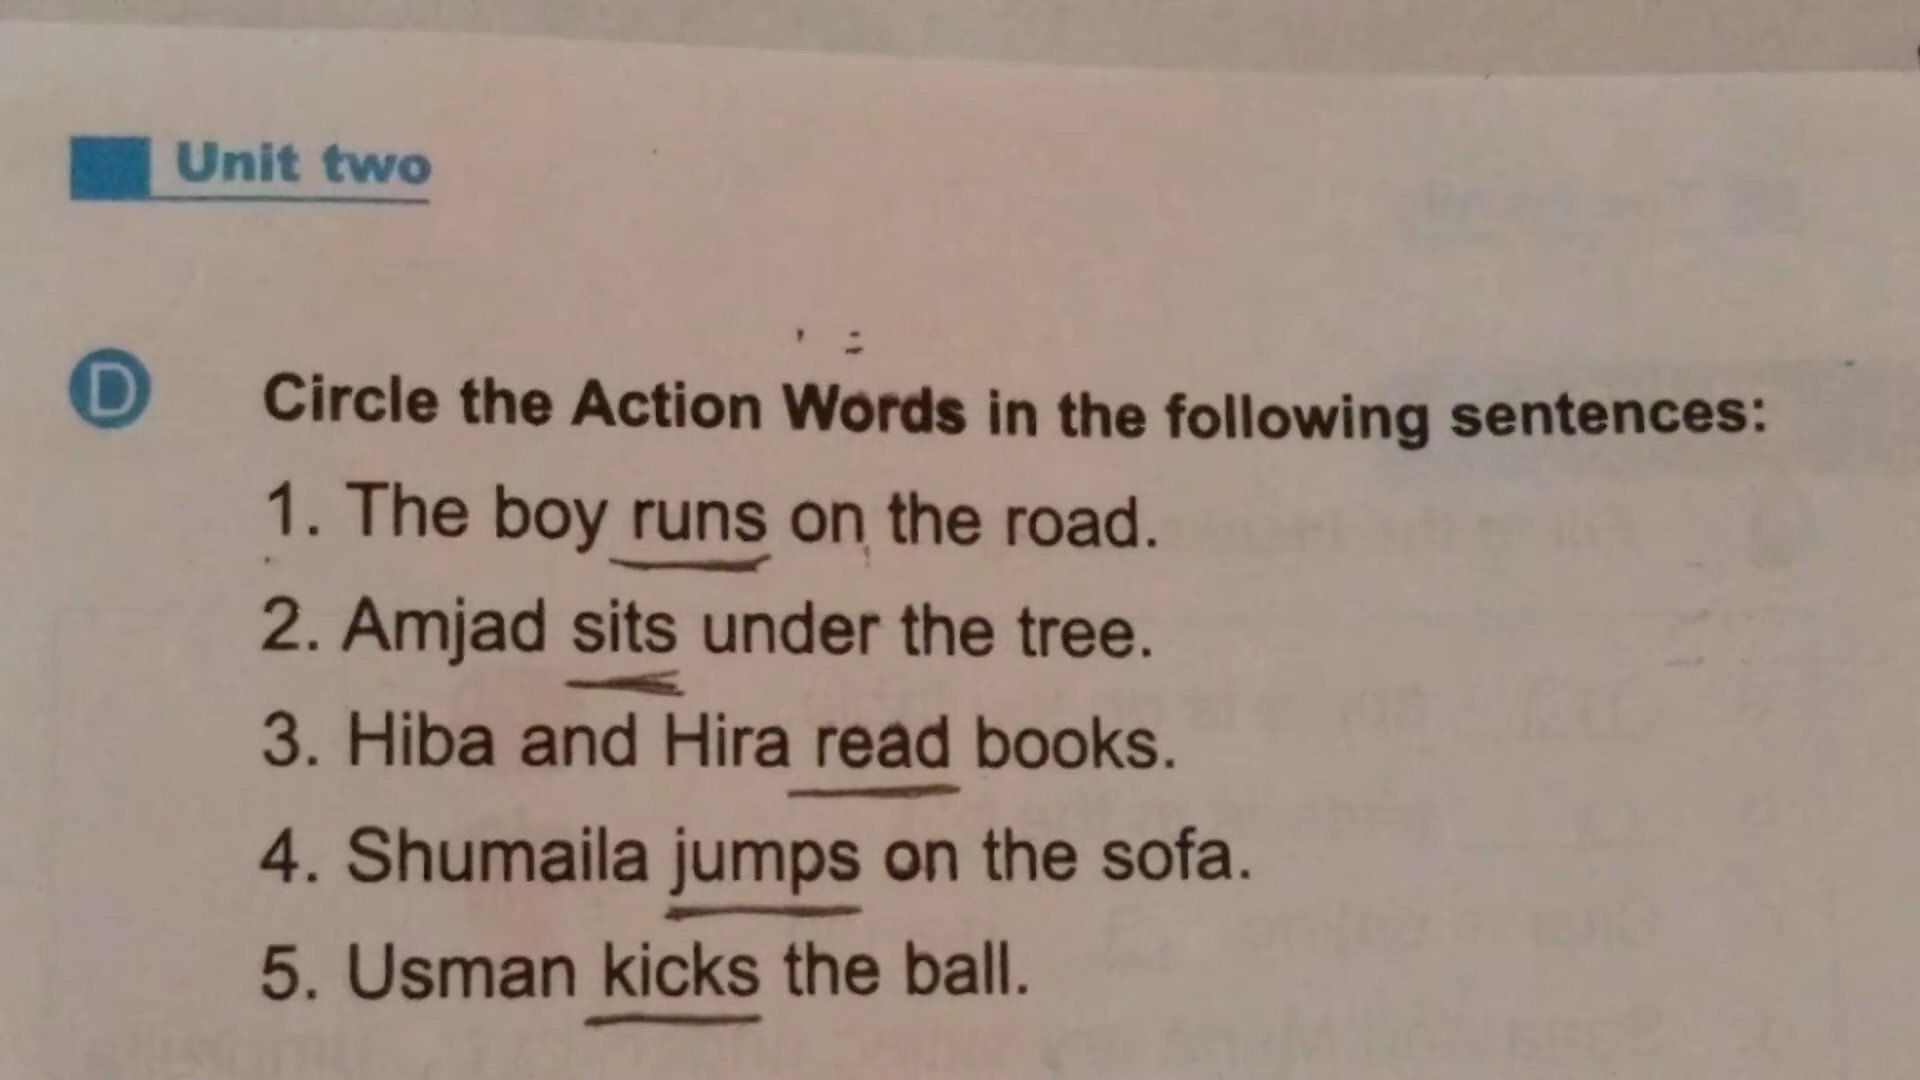 Unit two
D Circle the Action Words in the following sentences:
1. The boy runs on the road.
2. Amjad sits under the tree.
3. Hiba and Hira read books.
4. Shumaila jumps on the sofa.
5. Usman kicks the ball.